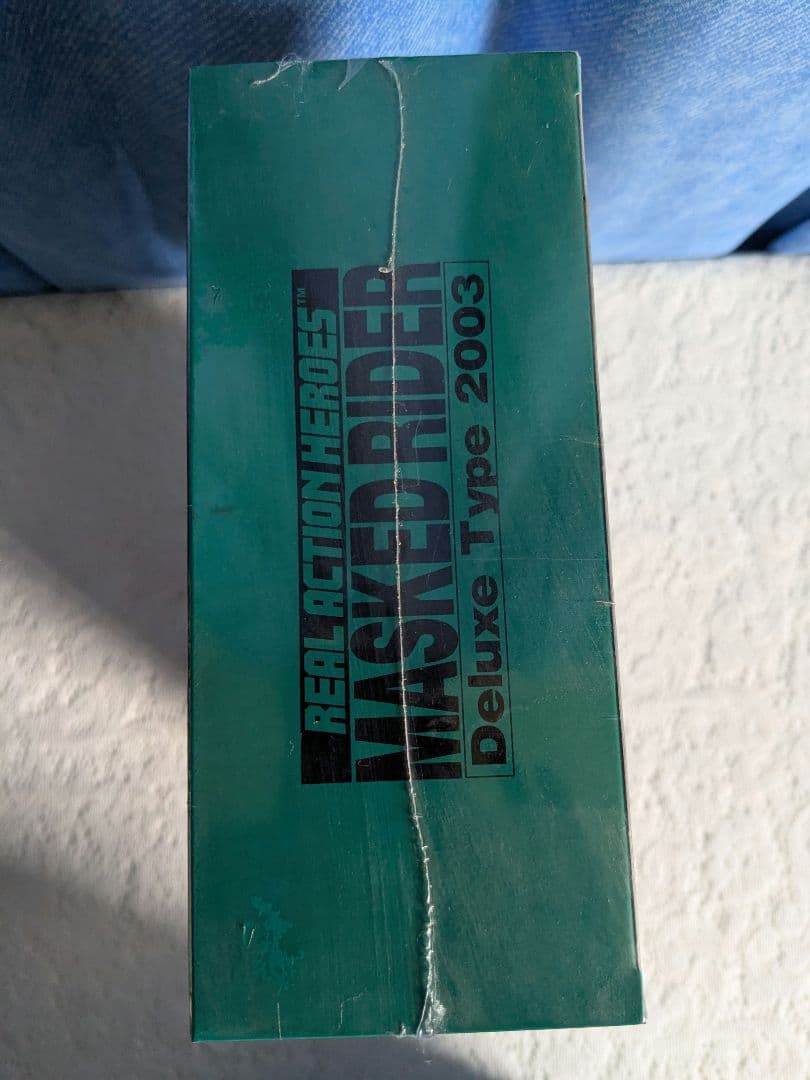 REAL ACTION HEROES™
MASKED RIDER
Deluxe Type 2003